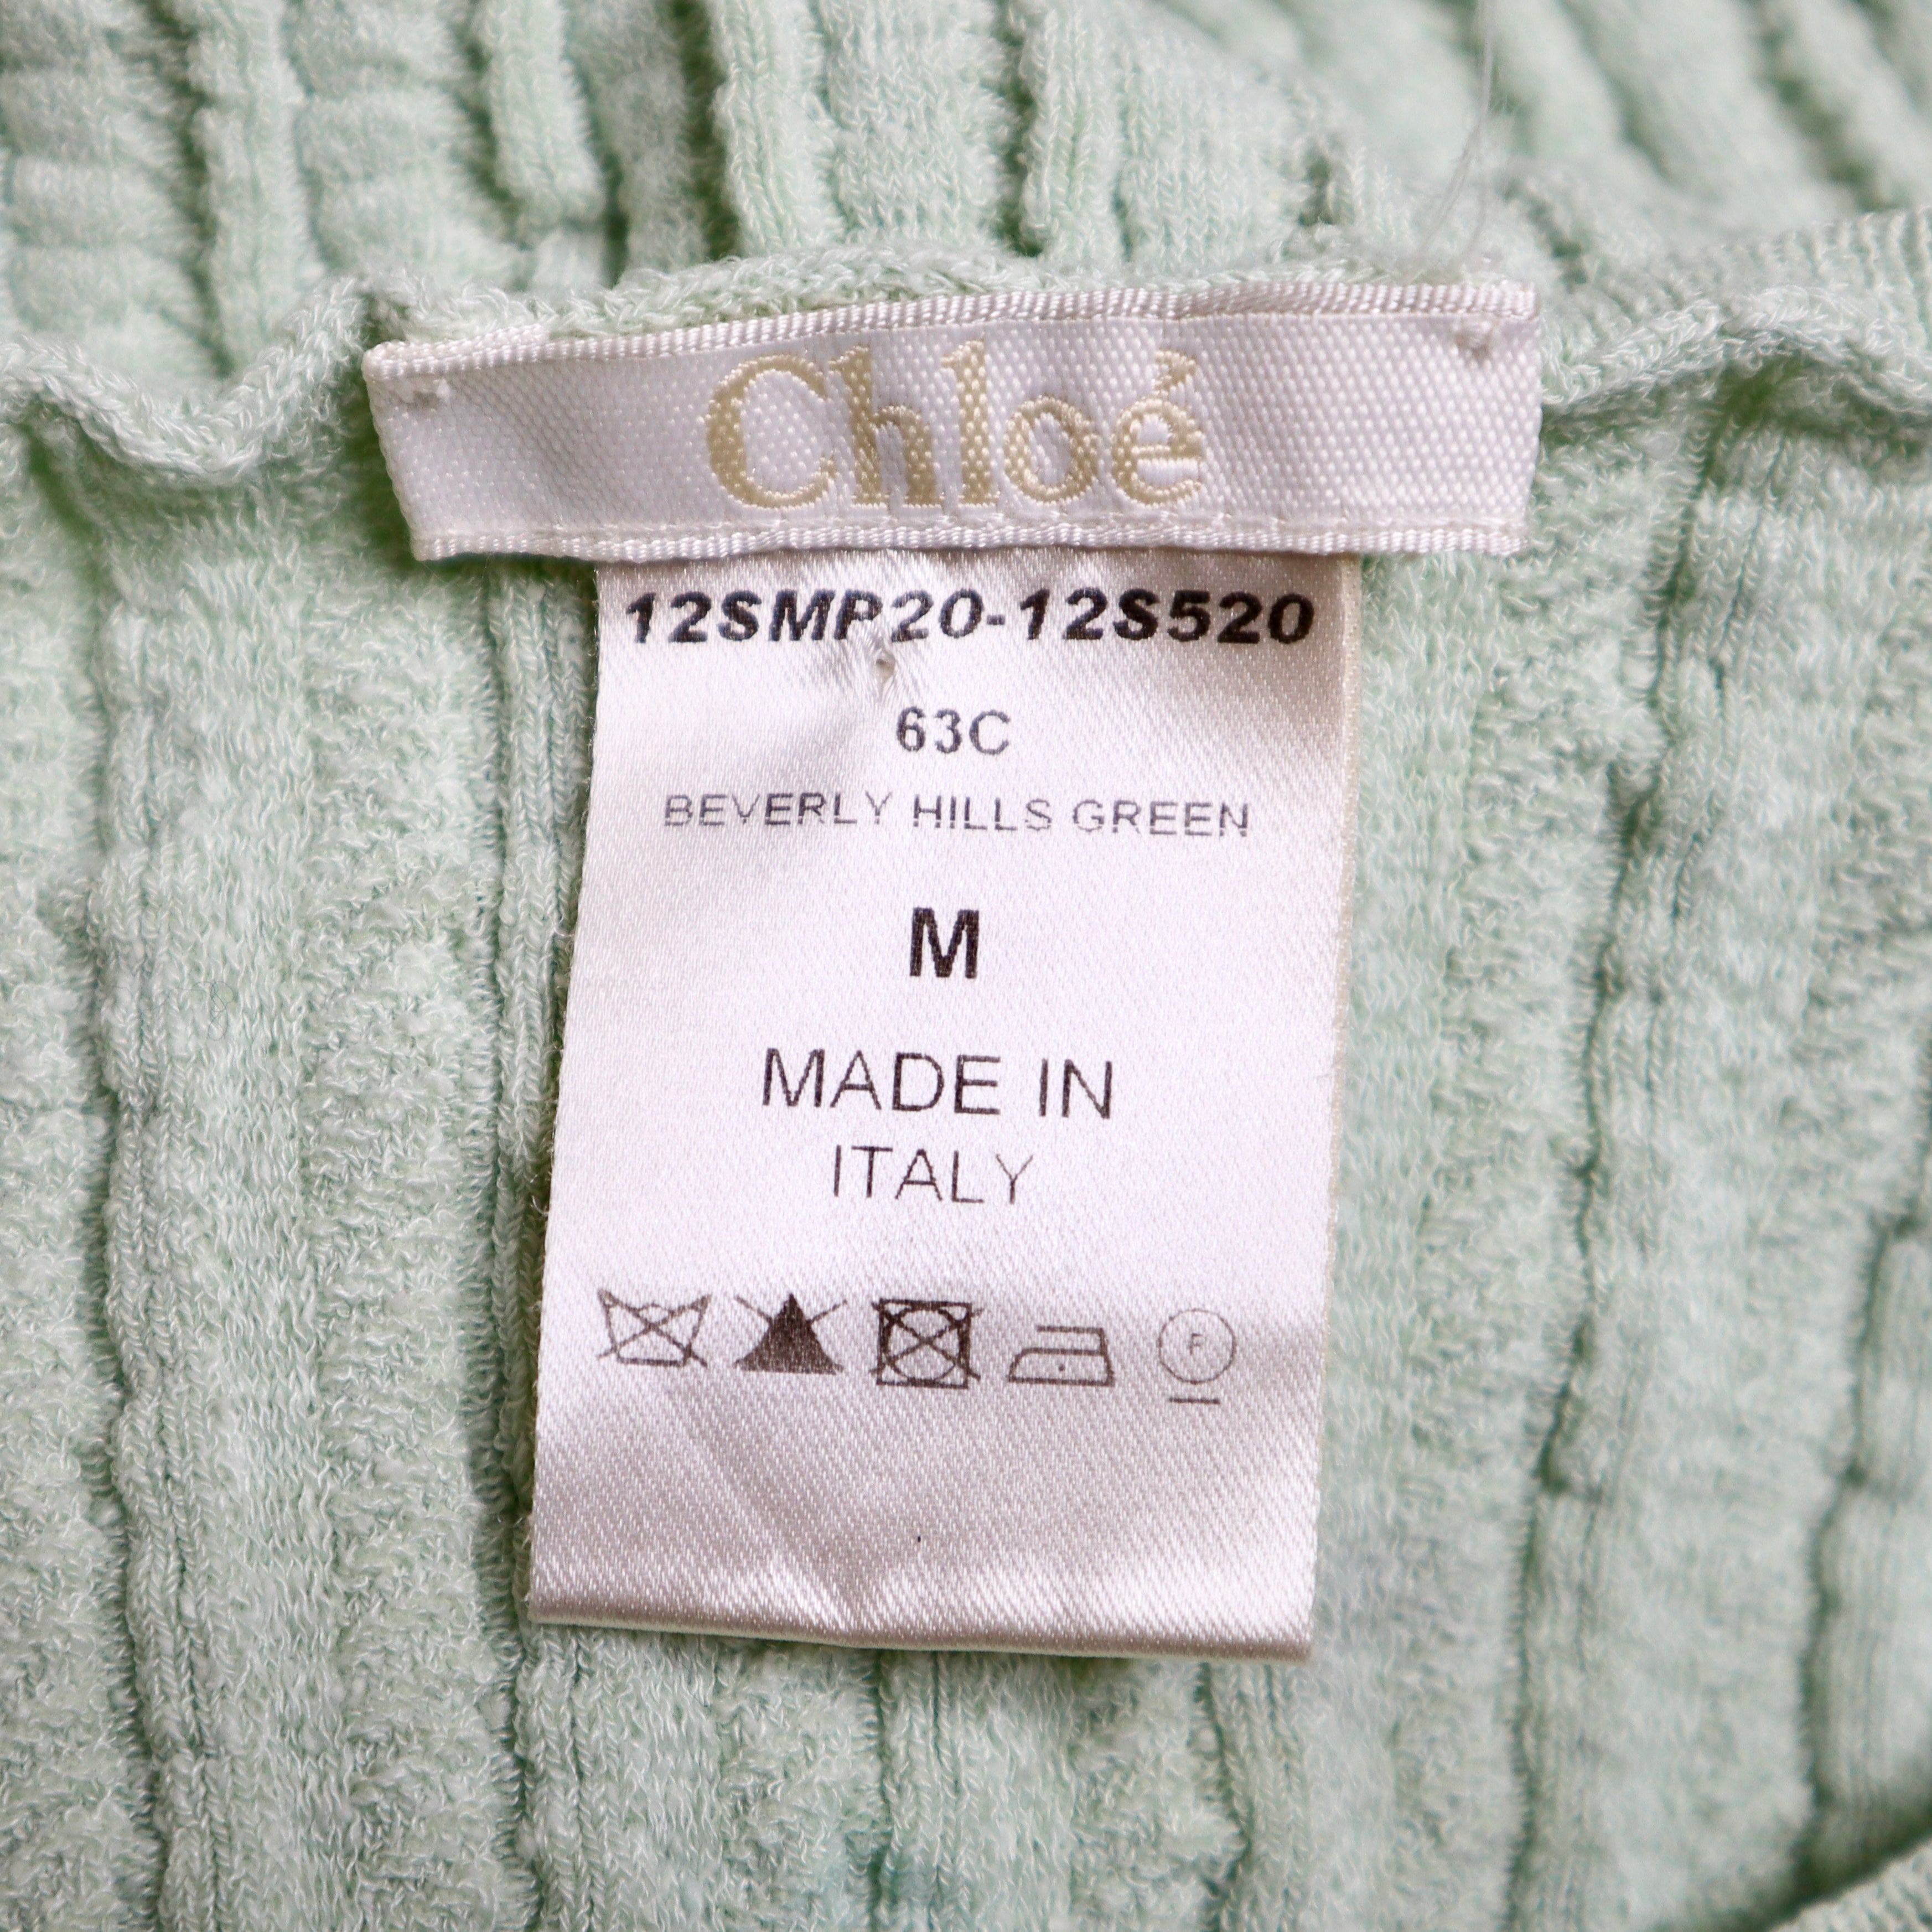 Chloé
12SMP20-12S520
63C
BEVERLY HILLS GREEN
M
MADE IN
ITALY
F